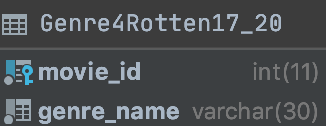 Genre4Rotten17_20
movie_id int(11)
genre_name varchar(30)